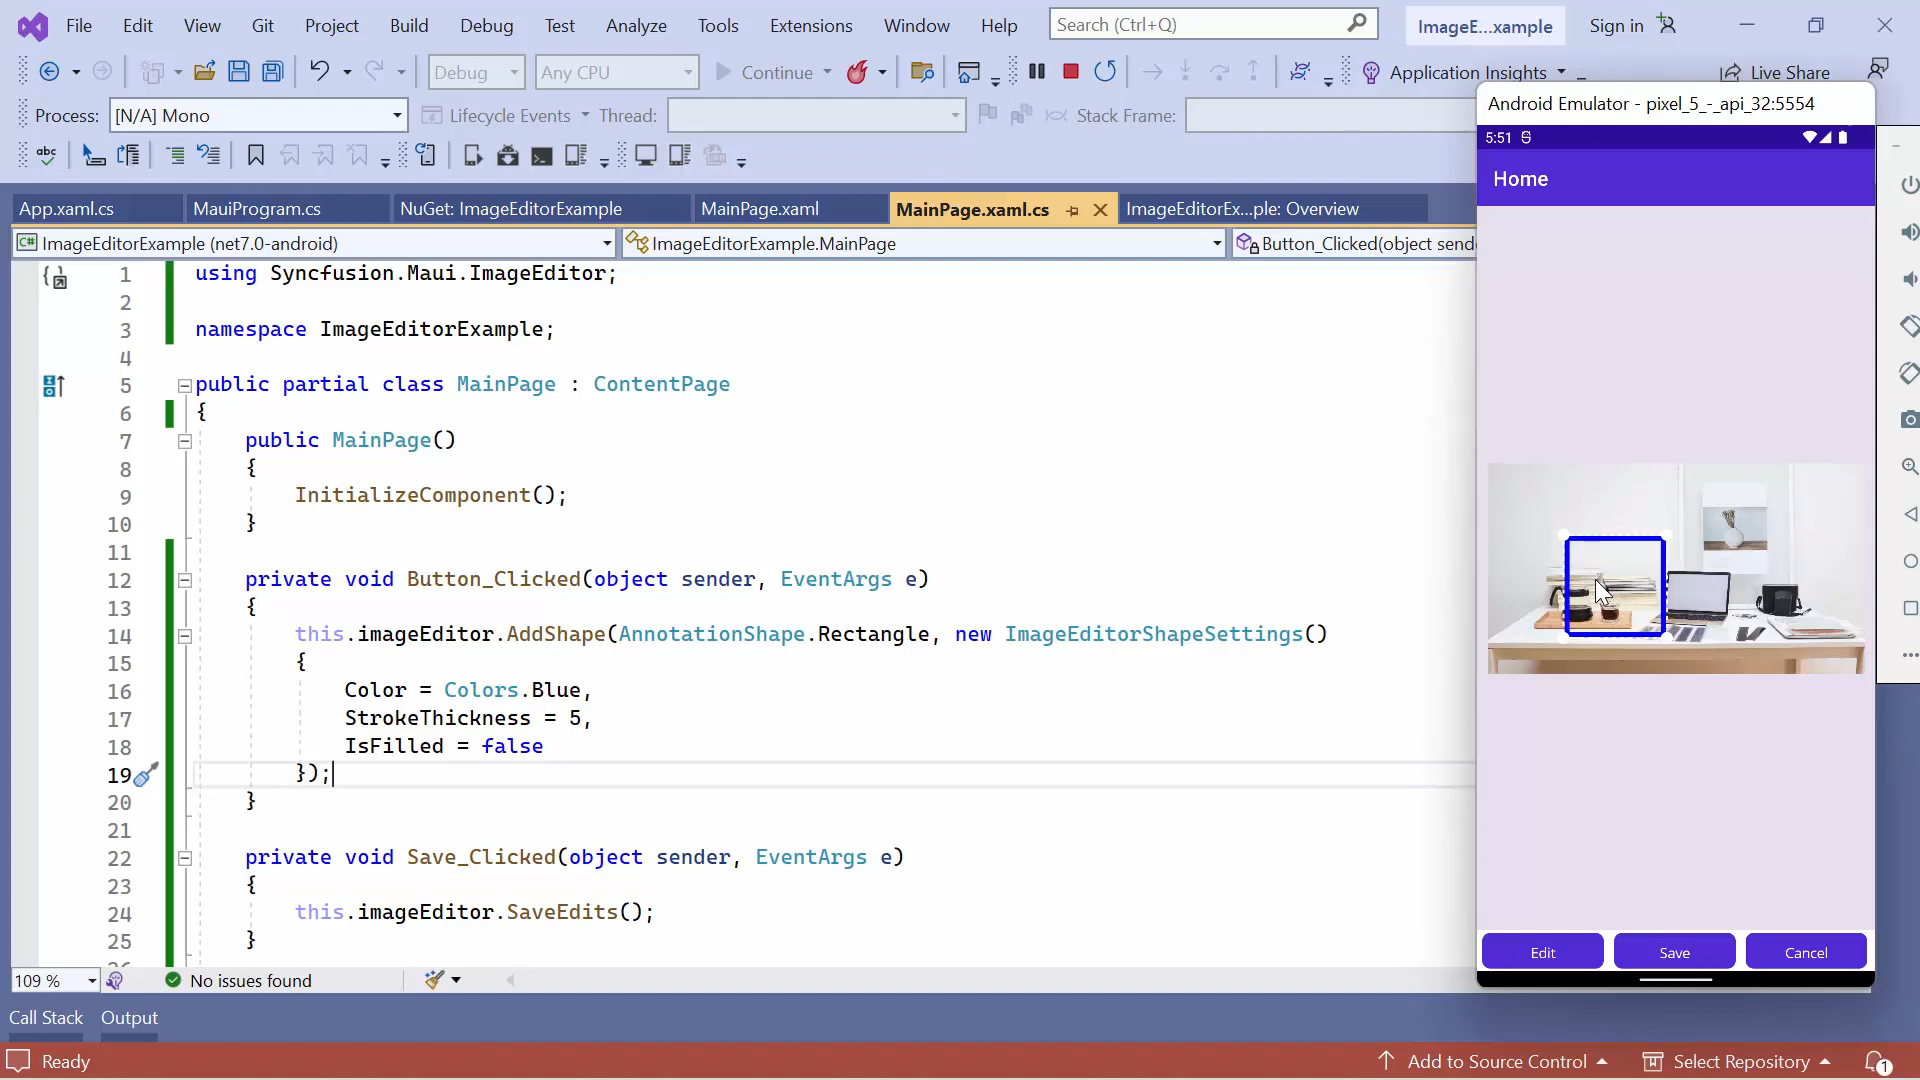 File Edit View Git Project Build Debug Test Analyze Tools Extensions Window Help Search (Ctrl+Q) ImageE...xample Sign in
Debug Any CPU Continue Application Insights Live Share
Process: [N/A] Mono Lifecycle Events Thread: Stack Frame:
abc
App.xaml.cs MauiProgram.cs NuGet: ImageEditorExample MainPage.xaml MainPage.xaml.cs ImageEditorEx...ple: Overview
C# ImageEditorExample (net7.0-android) ImageEditorExample.MainPage Button_Clicked(object sende
1 using Syncfusion.Maui.ImageEditor;
2
3 namespace ImageEditorExample;
4
5 public partial class MainPage : ContentPage
6 {
7 public MainPage()
8 {
9 InitializeComponent();
10 }
11
12 private void Button_Clicked(object sender, EventArgs e)
13 {
14 this.imageEditor.AddShape(AnnotationShape.Rectangle, new ImageEditorShapeSettings()
15 {
16 Color = Colors.Blue,
17 StrokeThickness = 5,
18 IsFilled = false
19 });
20 }
21
22 private void Save_Clicked(object sender, EventArgs e)
23 {
24 this.imageEditor.SaveEdits();
25 }
109 % No issues found
Call Stack Output
Ready Add to Source Control Select Repository 1
Android Emulator - pixel_5_-_api_32:5554
5:51
Home
Edit Save Cancel